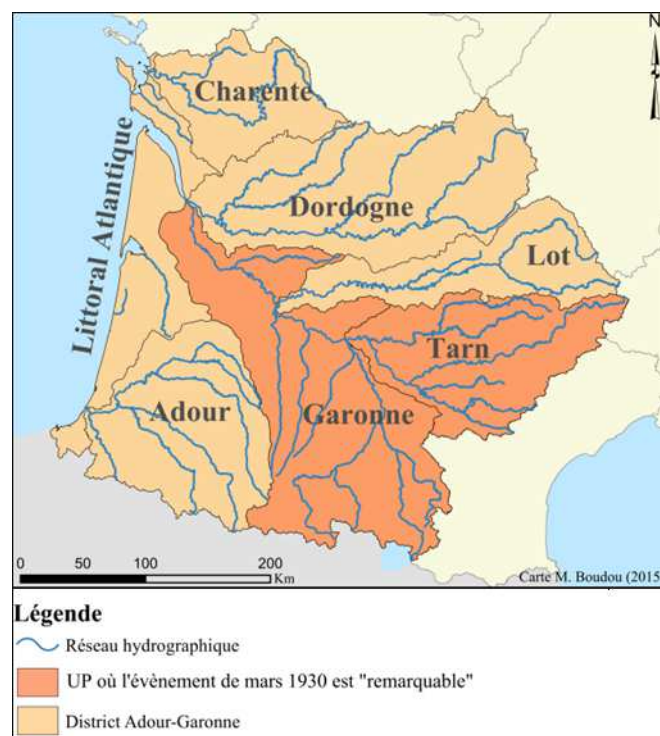 N
Charente
Littoral Atlantique
Dordogne
Lot
Tarn
Adour
Garonne
0 50 100 200
Km
Carte M. Boudou (2015
Légende
Réseau hydrographique
UP où l'évènement de mars 1930 est "remarquable"
District Adour-Garonne